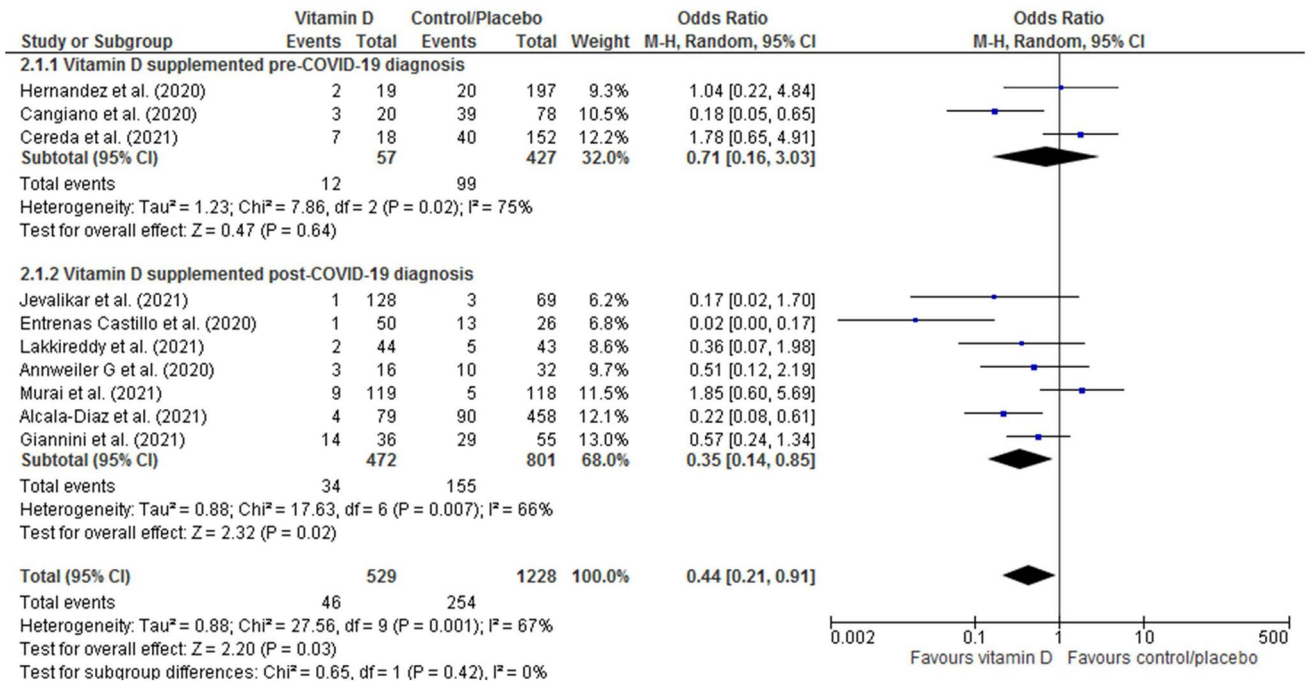 Vitamin D Control/Placebo Odds Ratio Odds Ratio
Study or Subgroup Events Total Events Total Weight M-H, Random, 95% CI M-H, Random, 95% CI
2.1.1 Vitamin D supplemented pre-COVID-19 diagnosis
Hernandez et al. (2020) 2 19 20 197 9.3% 1.04 [0.22, 4.84]
Cangiano et al. (2020) 3 20 39 78 10.5% 0.18 [0.05, 0.65]
Cereda et al. (2021) 7 18 40 152 12.2% 1.78 [0.65, 4.91]
Subtotal (95% CI) 57 427 32.0% 0.71 [0.16, 3.03]
Total events 12 99
Heterogeneity: Tau² = 1.23; Chi² = 7.86, df = 2 (P = 0.02); I² = 75%
Test for overall effect: Z = 0.47 (P = 0.64)
2.1.2 Vitamin D supplemented post-COVID-19 diagnosis
Jevalikar et al. (2021) 1 128 3 69 6.2% 0.17 [0.02, 1.70]
Entrenas Castillo et al. (2020) 1 50 13 26 6.8% 0.02 [0.00, 0.17]
Lakkireddy et al. (2021) 2 44 5 43 8.6% 0.36 [0.07, 1.98]
Annweiler G et al. (2020) 3 16 10 32 9.7% 0.51 [0.12, 2.19]
Murai et al. (2021) 9 119 5 118 11.5% 1.85 [0.60, 5.69]
Alcala-Diaz et al. (2021) 4 79 90 458 12.1% 0.22 [0.08, 0.61]
Giannini et al. (2021) 14 36 29 55 13.0% 0.57 [0.24, 1.34]
Subtotal (95% CI) 472 801 68.0% 0.35 [0.14, 0.85]
Total events 34 155
Heterogeneity: Tau² = 0.88; Chi² = 17.63, df = 6 (P = 0.007); I² = 66%
Test for overall effect: Z = 2.32 (P = 0.02)
Total (95% CI) 529 1228 100.0% 0.44 [0.21, 0.91]
Total events 46 254
Heterogeneity: Tau² = 0.88; Chi² = 27.56, df = 9 (P = 0.001); I² = 67%
Test for overall effect: Z = 2.20 (P = 0.03)
Test for subgroup differences: Chi² = 0.65, df = 1 (P = 0.42), I² = 0%
0.002 0.1 1 10 500
Favours vitamin D Favours control/placebo